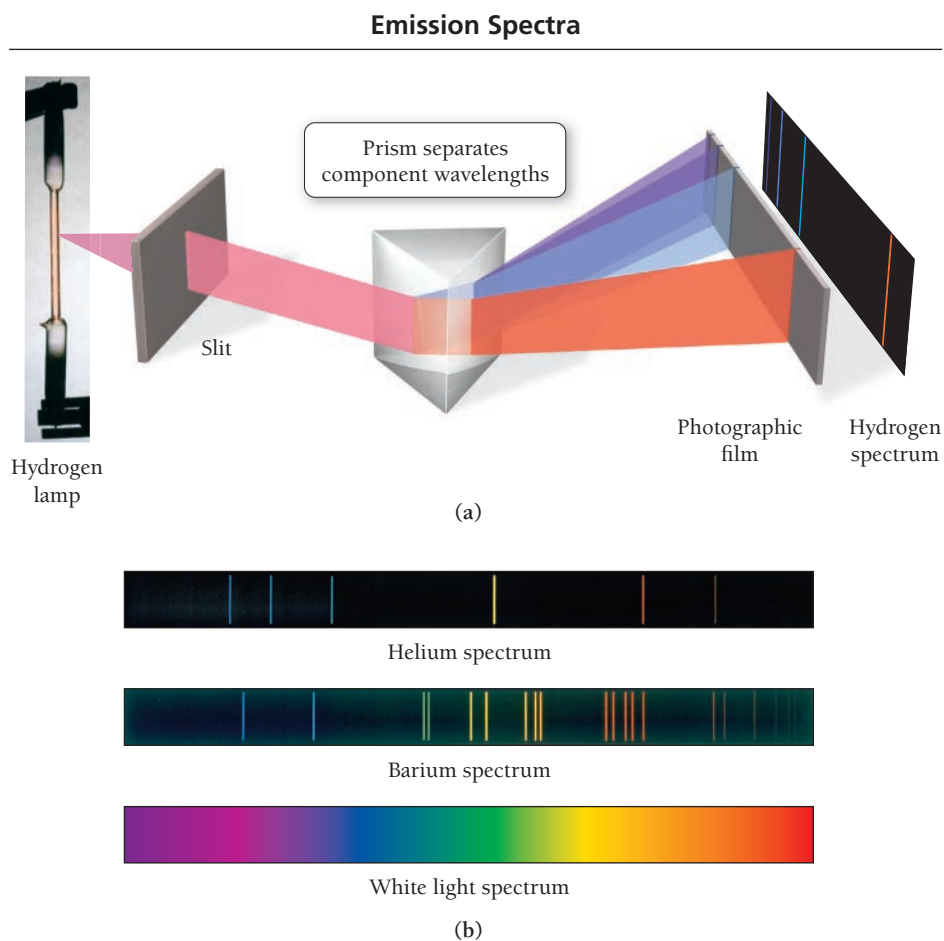 Emission Spectra
Prism separates
component wavelengths
Slit
Photographic
film
Hydrogen
spectrum
Hydrogen
lamp
(a)
Helium spectrum
Barium spectrum
White light spectrum
(b)